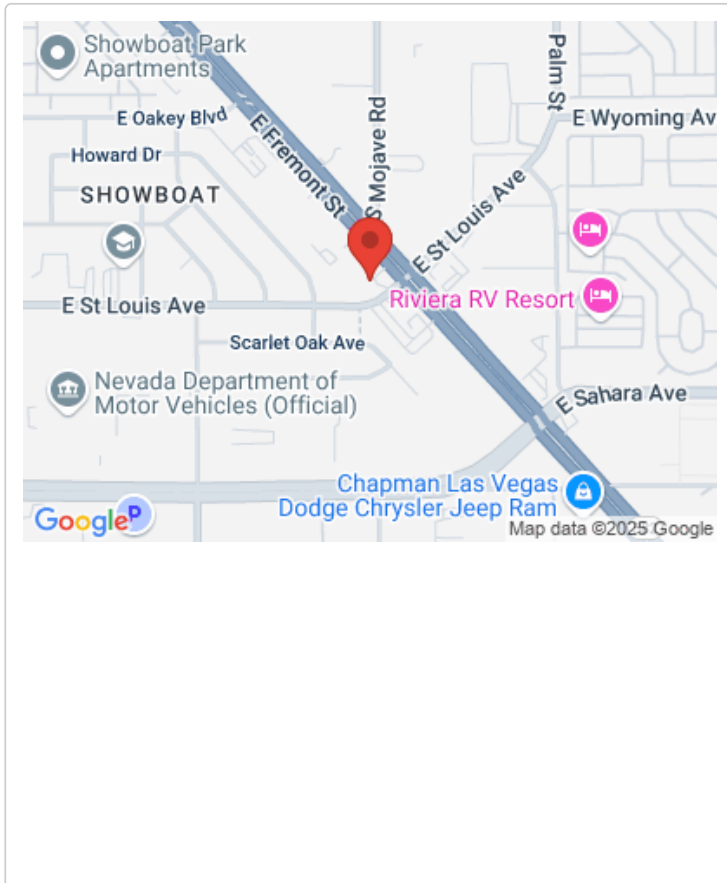 Showboat Park
Apartments
E Oakey Blvd
Howard Dr
SHOWBOAT
E Fremont St
S Mojave Rd
Palm St
E Wyoming Av
E St Louis Ave
E St Louis Ave
Riviera RV Resort
Scarlet Oak Ave
Nevada Department of
Motor Vehicles (Official)
E Sahara Ave
Chapman Las Vegas
Dodge Chrysler Jeep Ram
Google
P
Map data ©2025 Google